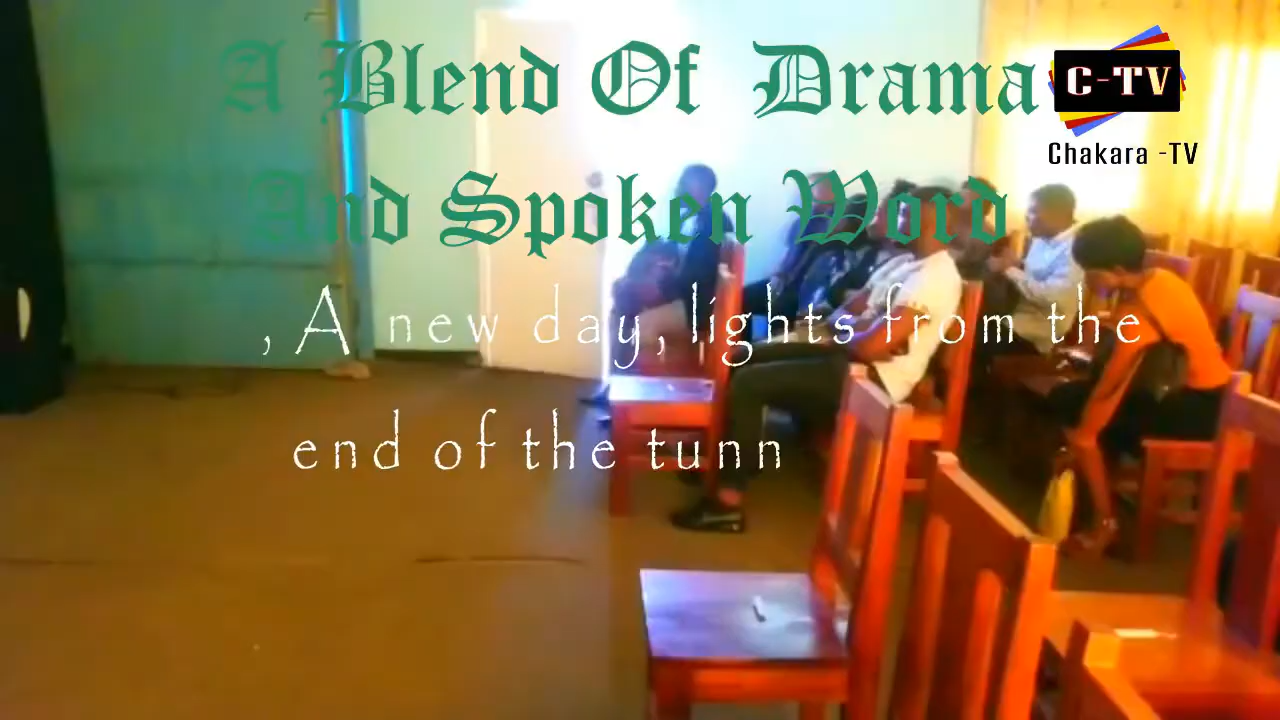 A Blend Of Drama
C-TV
Chakara -TV
And Spoken Word
, A new day, lights from the
end of the tunn